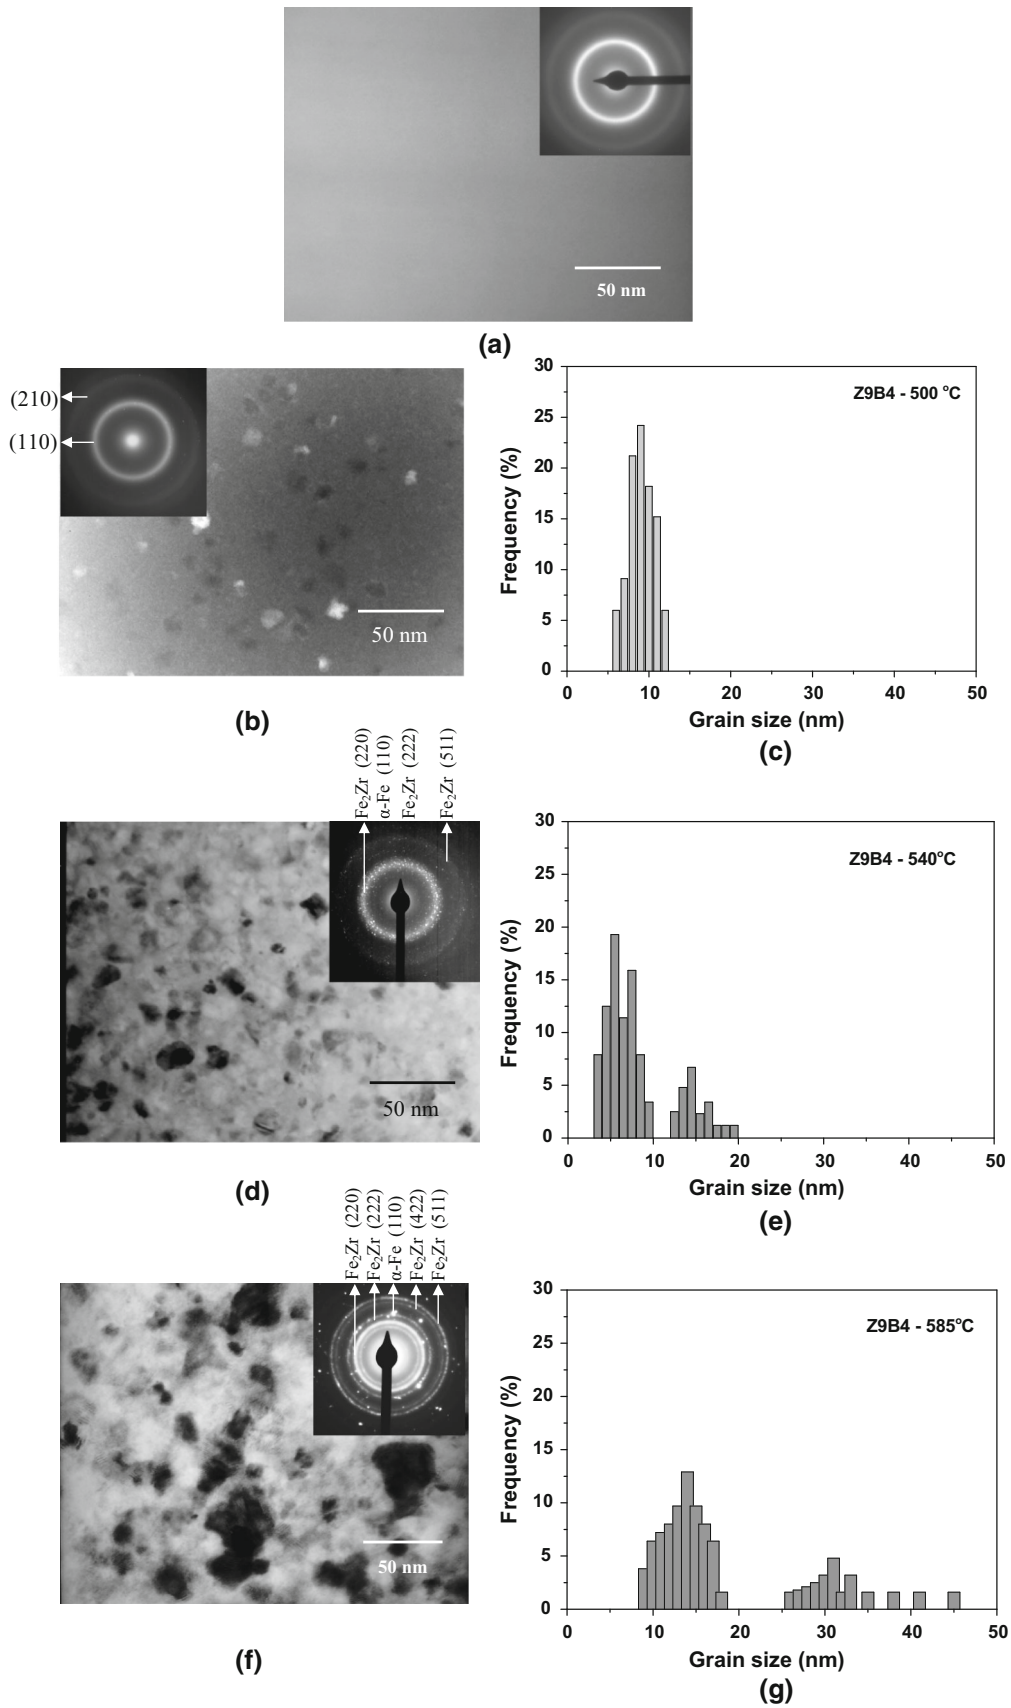 50 nm
(a)
(210)
(110)
50 nm
(b)
30
25
20
15
10
5
0
Z9B4 - 500 °C
Frequency (%)
0 10 20 30 40 50
Grain size (nm)
(c)
Fe₂Zr (220)
α-Fe (110)
Fe₂Zr (222)
Fe₂Zr (511)
50 nm
(d)
30
25
20
15
10
5
0
Z9B4 - 540°C
Frequency (%)
0 10 20 30 40 50
Grain size (nm)
(e)
Fe₂Zr (220)
Fe₂Zr (222)
α-Fe (110)
Fe₂Zr (422)
Fe₂Zr (511)
50 nm
(f)
30
25
20
15
10
5
0
Z9B4 - 585°C
Frequency (%)
0 10 20 30 40 50
Grain size (nm)
(g)